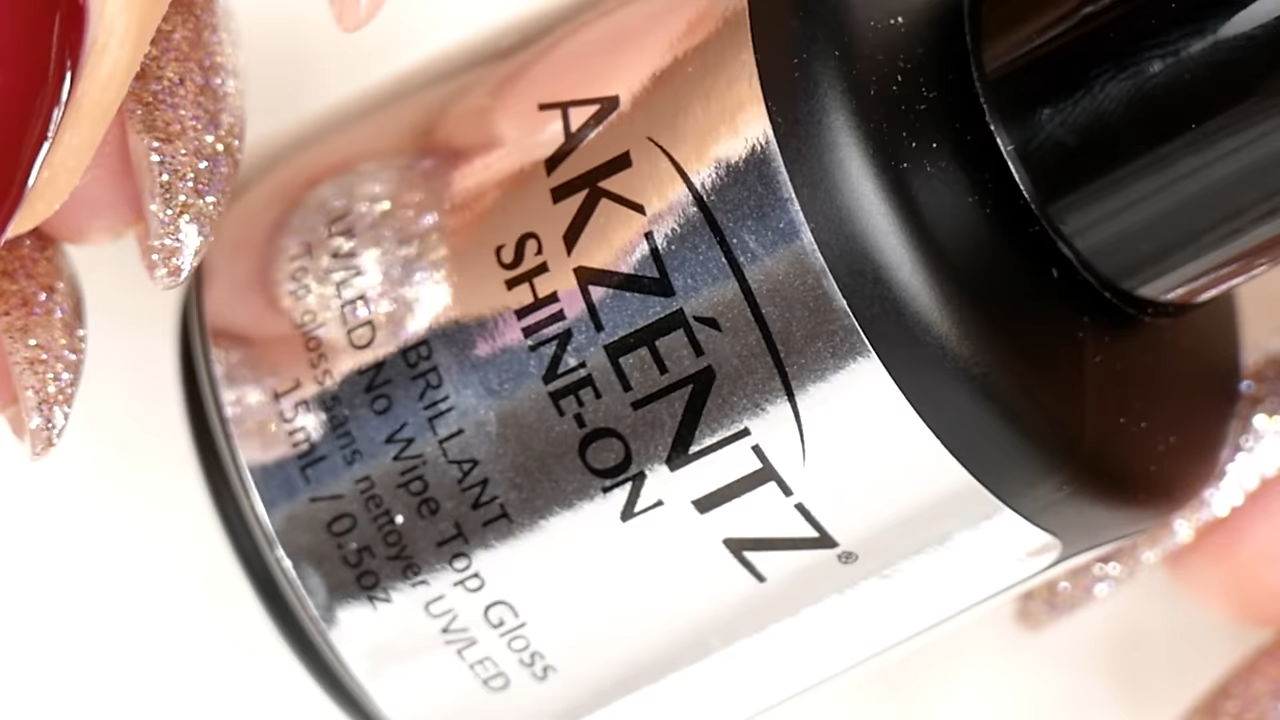 AKZÉNTZ®
SHINE-ON
BRILLANT
UV/LED No Wipe Top Gloss
Top gloss sans nettoyer UV/LED
15mL / 0.5oz